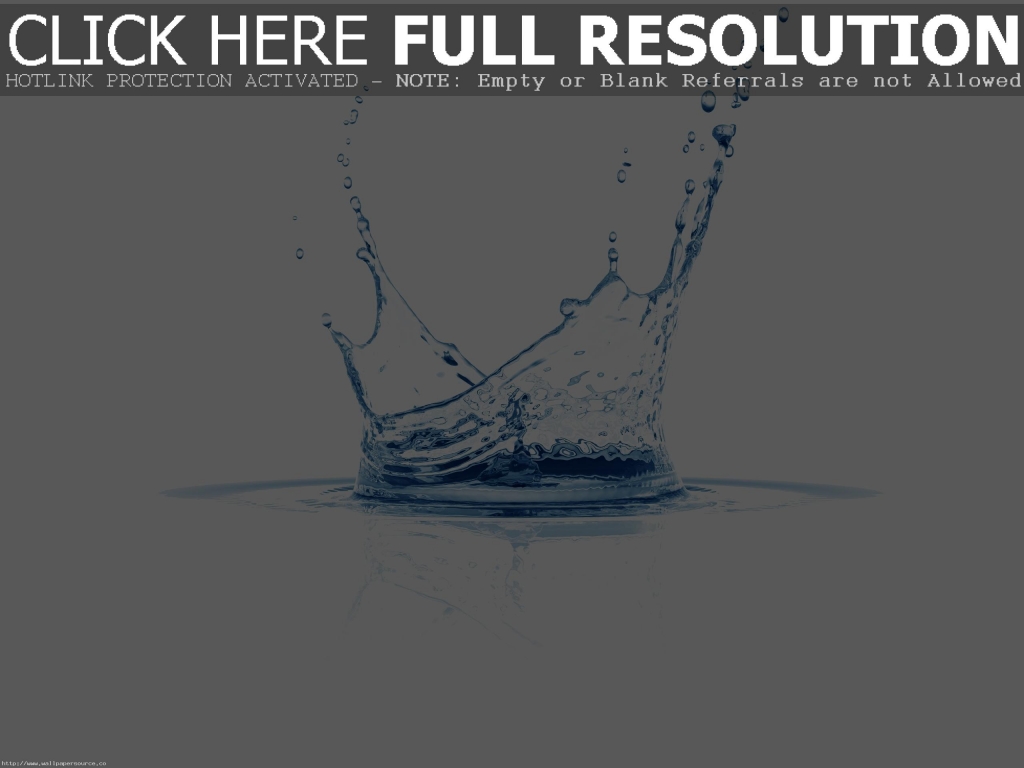 CLICK HERE FULL RESOLUTION
HOTLINK PROTECTION ACTIVATED - NOTE: Empty or Blank Referrals are not Allowed
http://www.wallpapersource.co